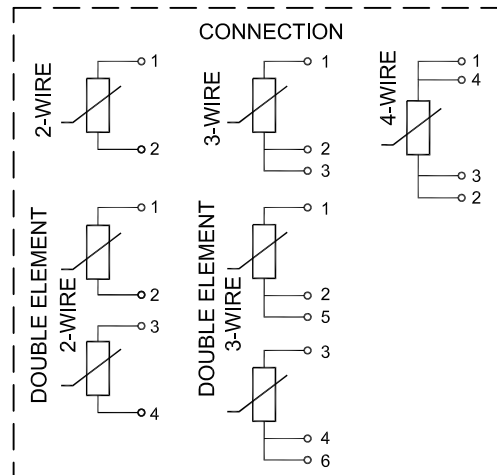 CONNECTION
2-WIRE
1
2
3-WIRE
1
2
3
4-WIRE
1
4
3
2
DOUBLE ELEMENT
2-WIRE
1
2
3
4
DOUBLE ELEMENT
3-WIRE
1
2
5
3
4
6